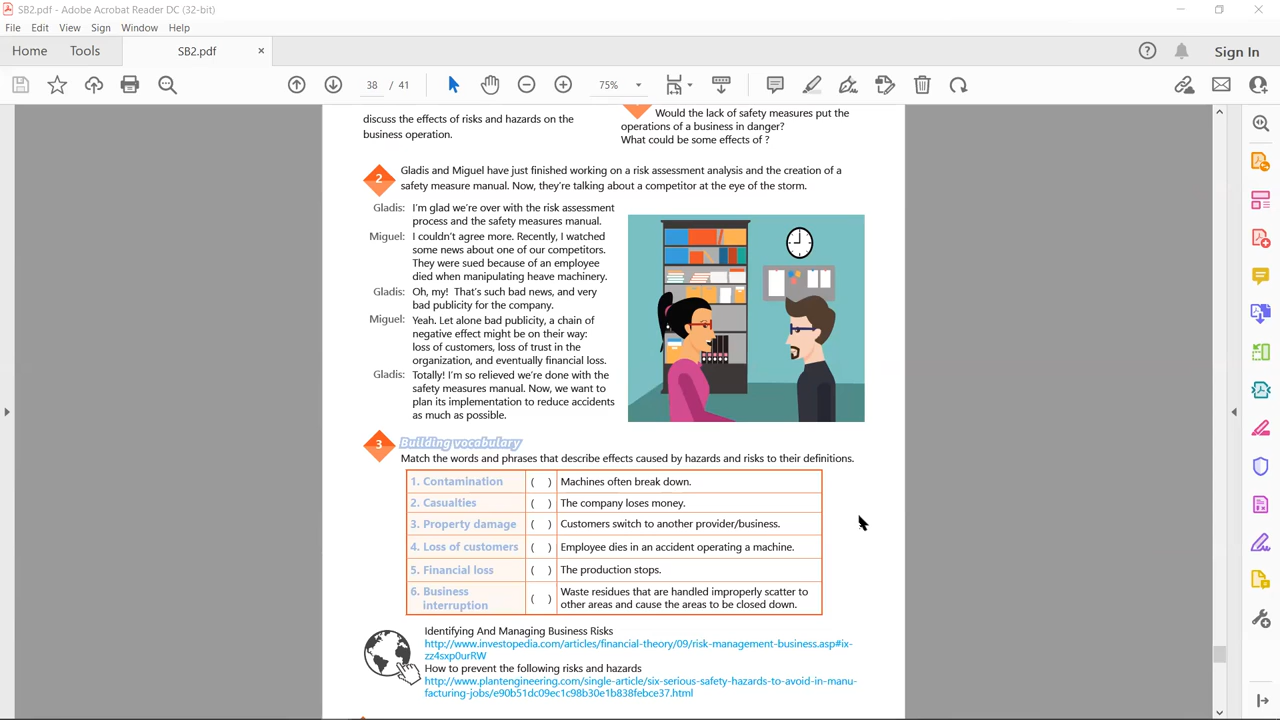 SB2.pdf - Adobe Acrobat Reader DC (32-bit)
File Edit View Sign Window Help
Home Tools SB2.pdf × ? Sign In
38 / 41 75%
discuss the effects of risks and hazards on the
business operation.
Would the lack of safety measures put the
operations of a business in danger?
What could be some effects of ?
2 Gladis and Miguel have just finished working on a risk assessment analysis and the creation of a
safety measure manual. Now, they're talking about a competitor at the eye of the storm.
Gladis: I'm glad we're over with the risk assessment
process and the safety measures manual.
Miguel: I couldn't agree more. Recently, I watched
some news about one of our competitors.
They were sued because of an employee
died when manipulating heave machinery.
Gladis: Oh, my! That's such bad news, and very
bad publicity for the company.
Miguel: Yeah. Let alone bad publicity, a chain of
negative effect might be on their way:
loss of customers, loss of trust in the
organization, and eventually financial loss.
Gladis: Totally! I'm so relieved we're done with the
safety measures manual. Now, we want to
plan its implementation to reduce accidents
as much as possible.
3 Building vocabulary
Match the words and phrases that describe effects caused by hazards and risks to their definitions.
1. Contamination ( ) Machines often break down.
2. Casualties ( ) The company loses money.
3. Property damage ( ) Customers switch to another provider/business.
4. Loss of customers ( ) Employee dies in an accident operating a machine.
5. Financial loss ( ) The production stops.
6. Business
interruption ( ) Waste residues that are handled improperly scatter to
other areas and cause the areas to be closed down.
Identifying And Managing Business Risks
http://www.investopedia.com/articles/financial-theory/09/risk-management-business.asp#ix-
zz4sxp0urRW
How to prevent the following risks and hazards
http://www.plantengineering.com/single-article/six-serious-safety-hazards-to-avoid-in-manu-
facturing-jobs/e90b51dc09ec1c98b30e1b838febce37.html